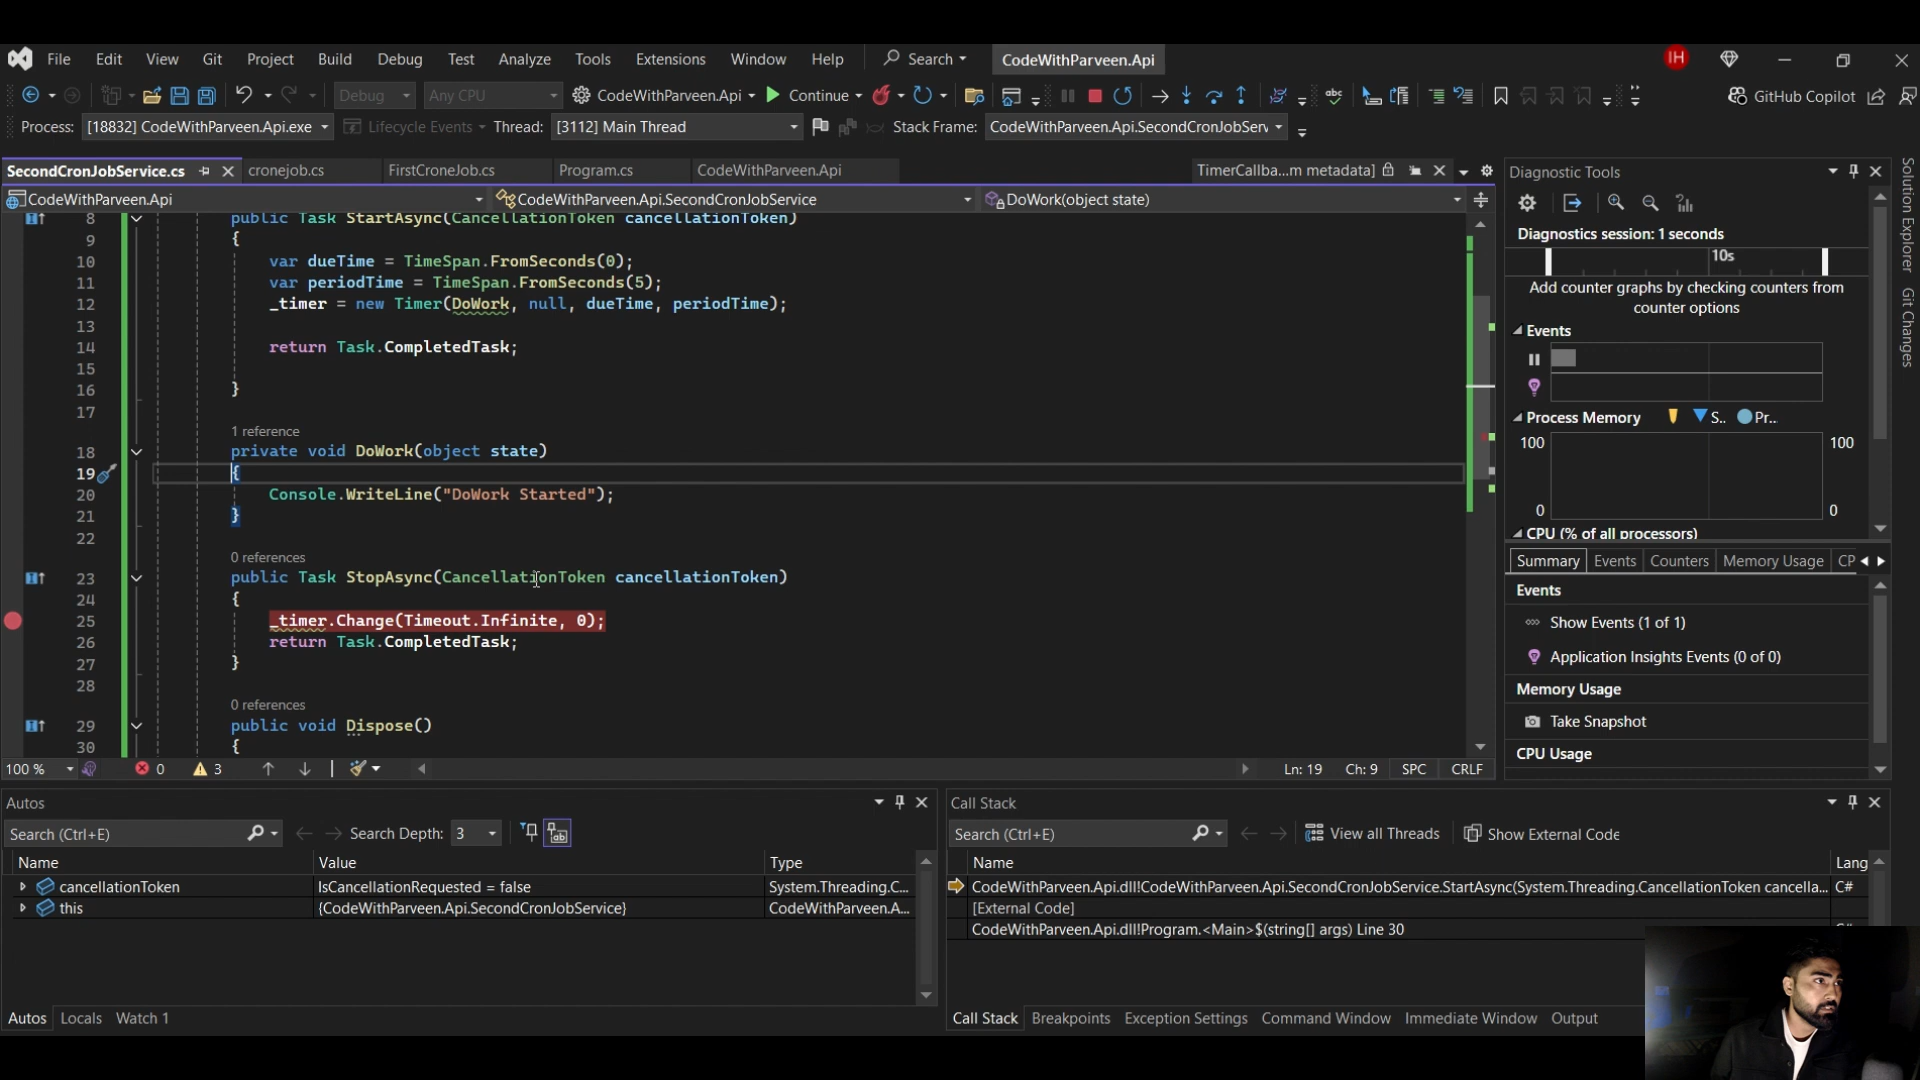 File Edit View Git Project Build Debug Test Analyze Tools Extensions Window Help Search CodeWithParveen.Api IH
Debug Any CPU CodeWithParveen.Api Continue GitHub Copilot
Process: [18832] CodeWithParveen.Api.exe Lifecycle Events Thread: [3112] Main Thread Stack Frame: CodeWithParveen.Api.SecondCronJobServ
SecondCronJobService.cs cronejob.cs FirstCroneJob.cs Program.cs CodeWithParveen.Api TimerCallba...m metadata]
CodeWithParveen.Api CodeWithParveen.Api.SecondCronJobService DoWork(object state)
8 public Task StartAsync(CancellationToken cancellationToken)
9 {
10 var dueTime = TimeSpan.FromSeconds(0);
11 var periodTime = TimeSpan.FromSeconds(5);
12 _timer = new Timer(DoWork, null, dueTime, periodTime);
13
14 return Task.CompletedTask;
15
16 }
17
1 reference
18 private void DoWork(object state)
19 {
20 Console.WriteLine("DoWork Started");
21 }
22
0 references
23 public Task StopAsync(CancellationToken cancellationToken)
24 {
25 _timer.Change(Timeout.Infinite, 0);
26 return Task.CompletedTask;
27 }
28
0 references
29 public void Dispose()
30 {
100 % 0 3 Ln: 19 Ch: 9 SPC CRLF
Diagnostic Tools
Diagnostics session: 1 seconds
10s
Add counter graphs by checking counters from
counter options
Events
Process Memory S.. Pr...
100 100
0 0
CPU (% of all processors)
Summary Events Counters Memory Usage CP
Events
Show Events (1 of 1)
Application Insights Events (0 of 0)
Memory Usage
Take Snapshot
CPU Usage
Solution Explorer
Git Changes
Autos
Search (Ctrl+E) Search Depth: 3
Name Value Type
cancellationToken IsCancellationRequested = false System.Threading.C...
this {CodeWithParveen.Api.SecondCronJobService} CodeWithParveen.A...
Autos Locals Watch 1
Call Stack
Search (Ctrl+E) View all Threads Show External Code
Name Lang
CodeWithParveen.Api.dll!CodeWithParveen.Api.SecondCronJobService.StartAsync(System.Threading.CancellationToken cancella... C#
[External Code]
CodeWithParveen.Api.dll!Program.<Main>$(string[] args) Line 30
Call Stack Breakpoints Exception Settings Command Window Immediate Window Output